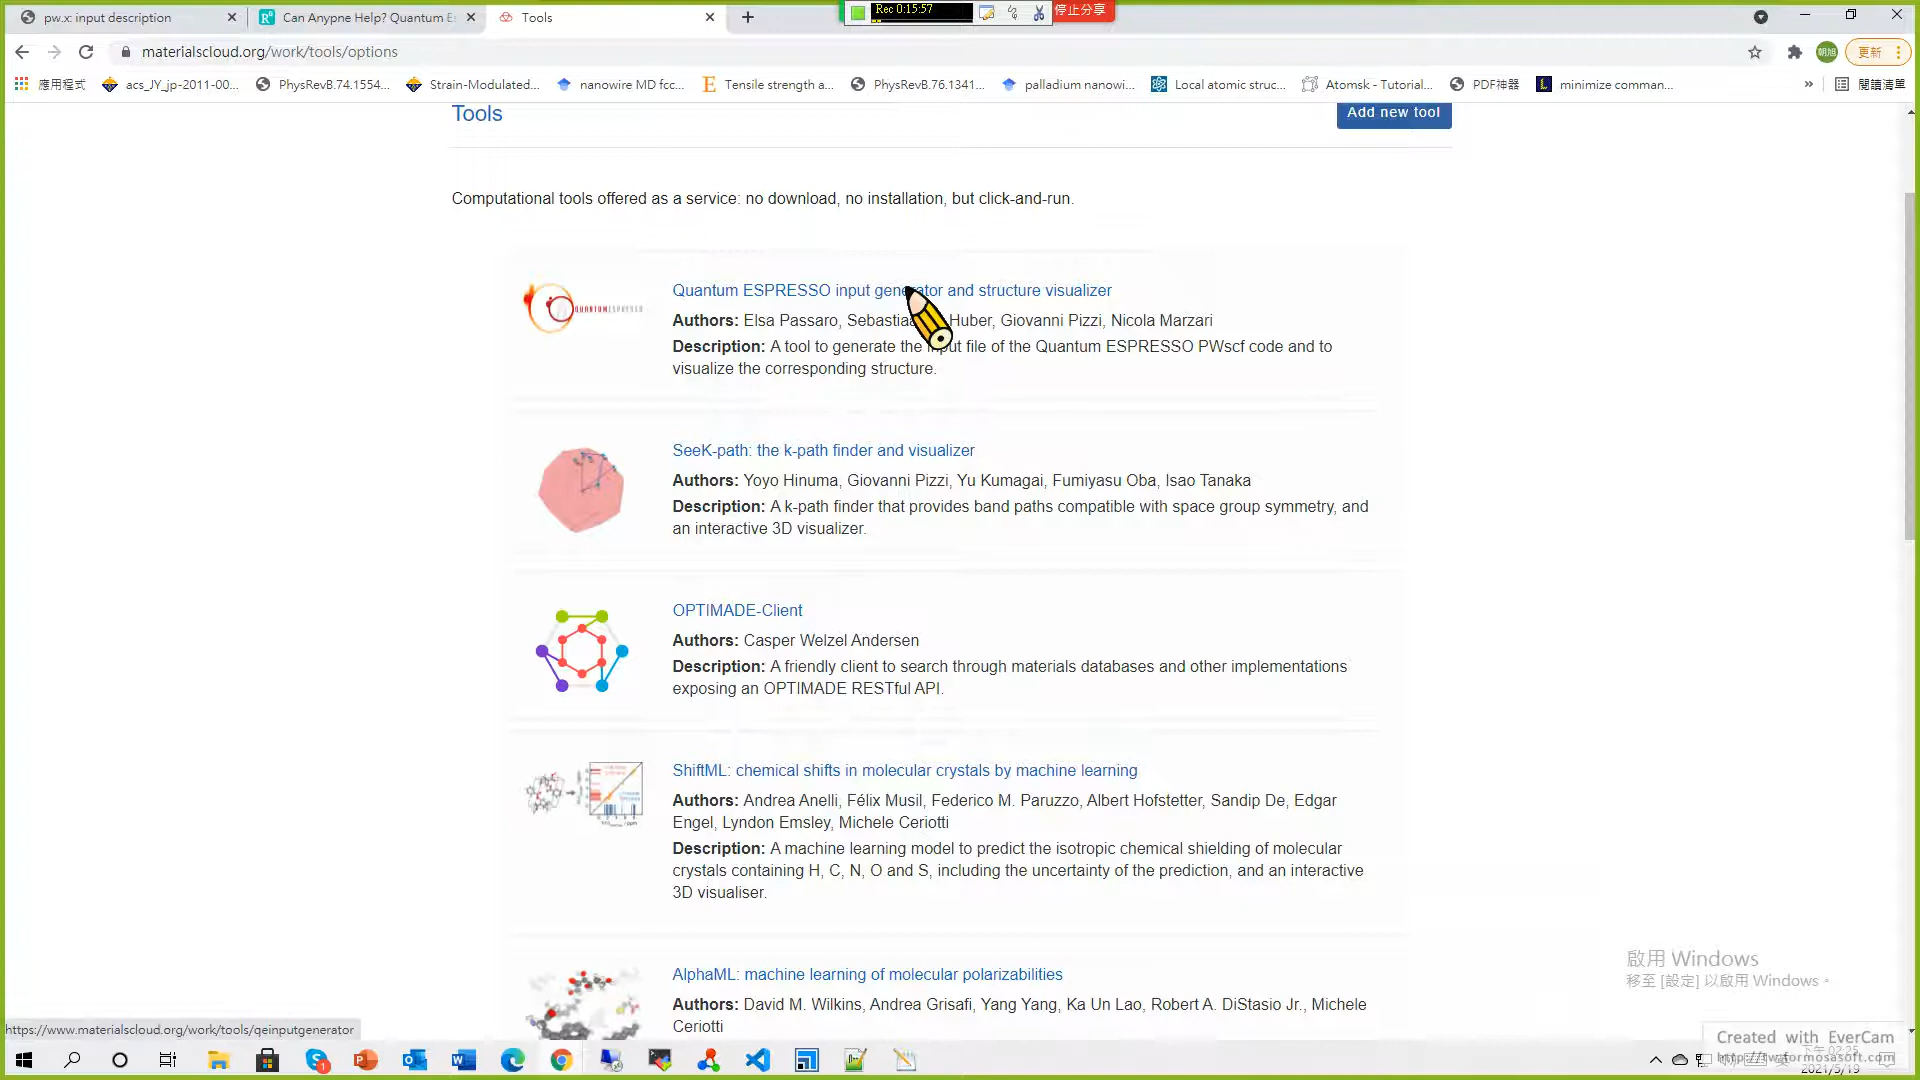 pw.x: input description
Can Anypne Help? Quantum Es
Tools
Rec 0:15:57
停止分享
materialscloud.org/work/tools/options
更新
應用程式
acs_JY_jp-2011-00...
PhysRevB.74.1554...
Strain-Modulated...
nanowire MD fcc...
Tensile strength a...
PhysRevB.76.1341...
palladium nanowi...
Local atomic struc...
Atomsk - Tutorial...
PDF神器
minimize comman...
閱讀清單
Tools
Add new tool
Computational tools offered as a service: no download, no installation, but click-and-run.
QUANTUMESPRESSO
Quantum ESPRESSO input generator and structure visualizer
Authors: Elsa Passaro, Sebastiaan Huber, Giovanni Pizzi, Nicola Marzari
Description: A tool to generate the input file of the Quantum ESPRESSO PWscf code and to
visualize the corresponding structure.
SeeK-path: the k-path finder and visualizer
Authors: Yoyo Hinuma, Giovanni Pizzi, Yu Kumagai, Fumiyasu Oba, Isao Tanaka
Description: A k-path finder that provides band paths compatible with space group symmetry, and
an interactive 3D visualizer.
OPTIMADE-Client
Authors: Casper Welzel Andersen
Description: A friendly client to search through materials databases and other implementations
exposing an OPTIMADE RESTful API.
ShiftML: chemical shifts in molecular crystals by machine learning
Authors: Andrea Anelli, Félix Musil, Federico M. Paruzzo, Albert Hofstetter, Sandip De, Edgar
Engel, Lyndon Emsley, Michele Ceriotti
Description: A machine learning model to predict the isotropic chemical shielding of molecular
crystals containing H, C, N, O and S, including the uncertainty of the prediction, and an interactive
3D visualiser.
AlphaML: machine learning of molecular polarizabilities
Authors: David M. Wilkins, Andrea Grisafi, Yang Yang, Ka Un Lao, Robert A. DiStasio Jr., Michele
Ceriotti
啟用 Windows
移至 [設定] 以啟用 Windows。
https://www.materialscloud.org/work/tools/qeinputgenerator
Created with EverCam
http://tw.formosasoft.com
下午 02:25
2021/5/19